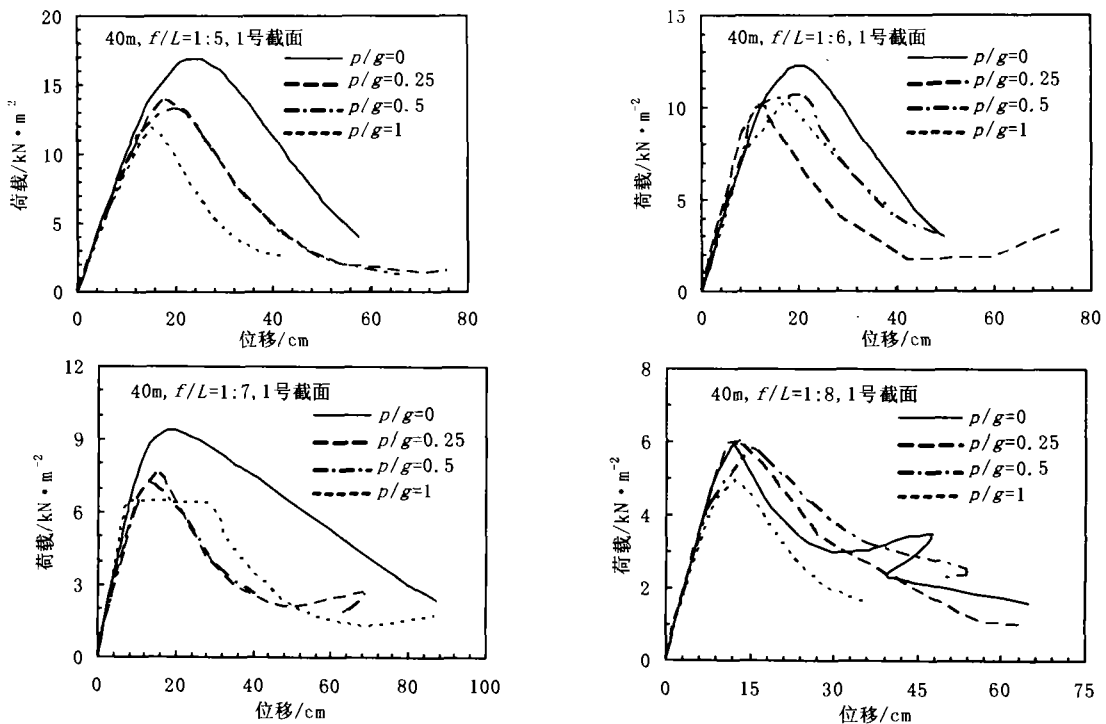 20
15
10
5
0
荷载/kN·m⁻²
40m, f/L=1:5, 1号截面
p/g=0
p/g=0.25
p/g=0.5
p/g=1
0 20 40 60 80
位移/cm
15
10
5
0
荷载/kN·m⁻²
40m, f/L=1:6, 1号截面
p/g=0
p/g=0.25
p/g=0.5
p/g=1
0 20 40 60 80
位移/cm
12
9
6
3
0
荷载/kN·m⁻²
40m, f/L=1:7, 1号截面
p/g=0
p/g=0.25
p/g=0.5
p/g=1
0 20 40 60 80 100
位移/cm
8
6
4
2
0
荷载/kN·m⁻²
40m, f/L=1:8, 1号截面
p/g=0
p/g=0.25
p/g=0.5
p/g=1
0 15 30 45 60 75
位移/cm